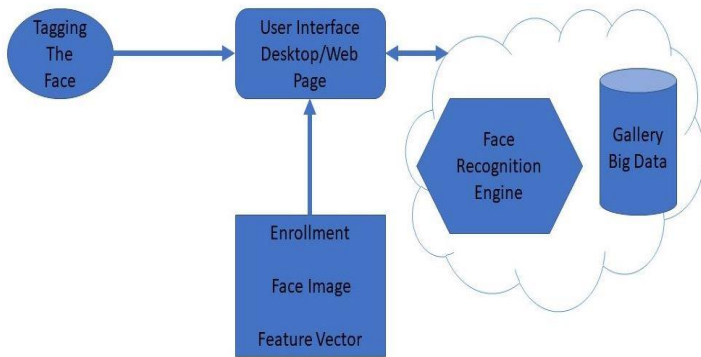 Tagging
The
Face
User Interface
Desktop/Web
Page
Face
Recognition
Engine
Gallery
Big Data
Enrollment
Face Image
Feature Vector